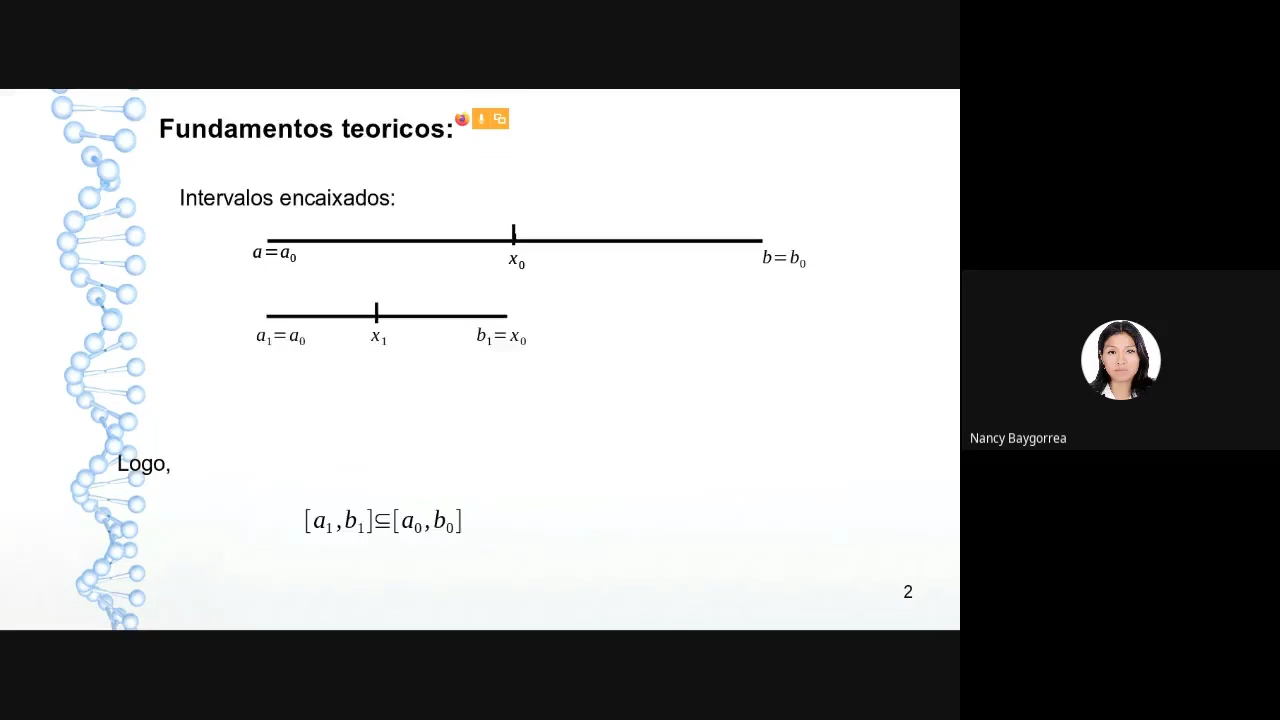 Fundamentos teoricos:
Intervalos encaixados:
a=a₀ x₀ b=b₀
a₁=a₀ x₁ b₁=x₀
Logo,
[a₁,b₁]⊆[a₀,b₀]
2
Nancy Baygorrea